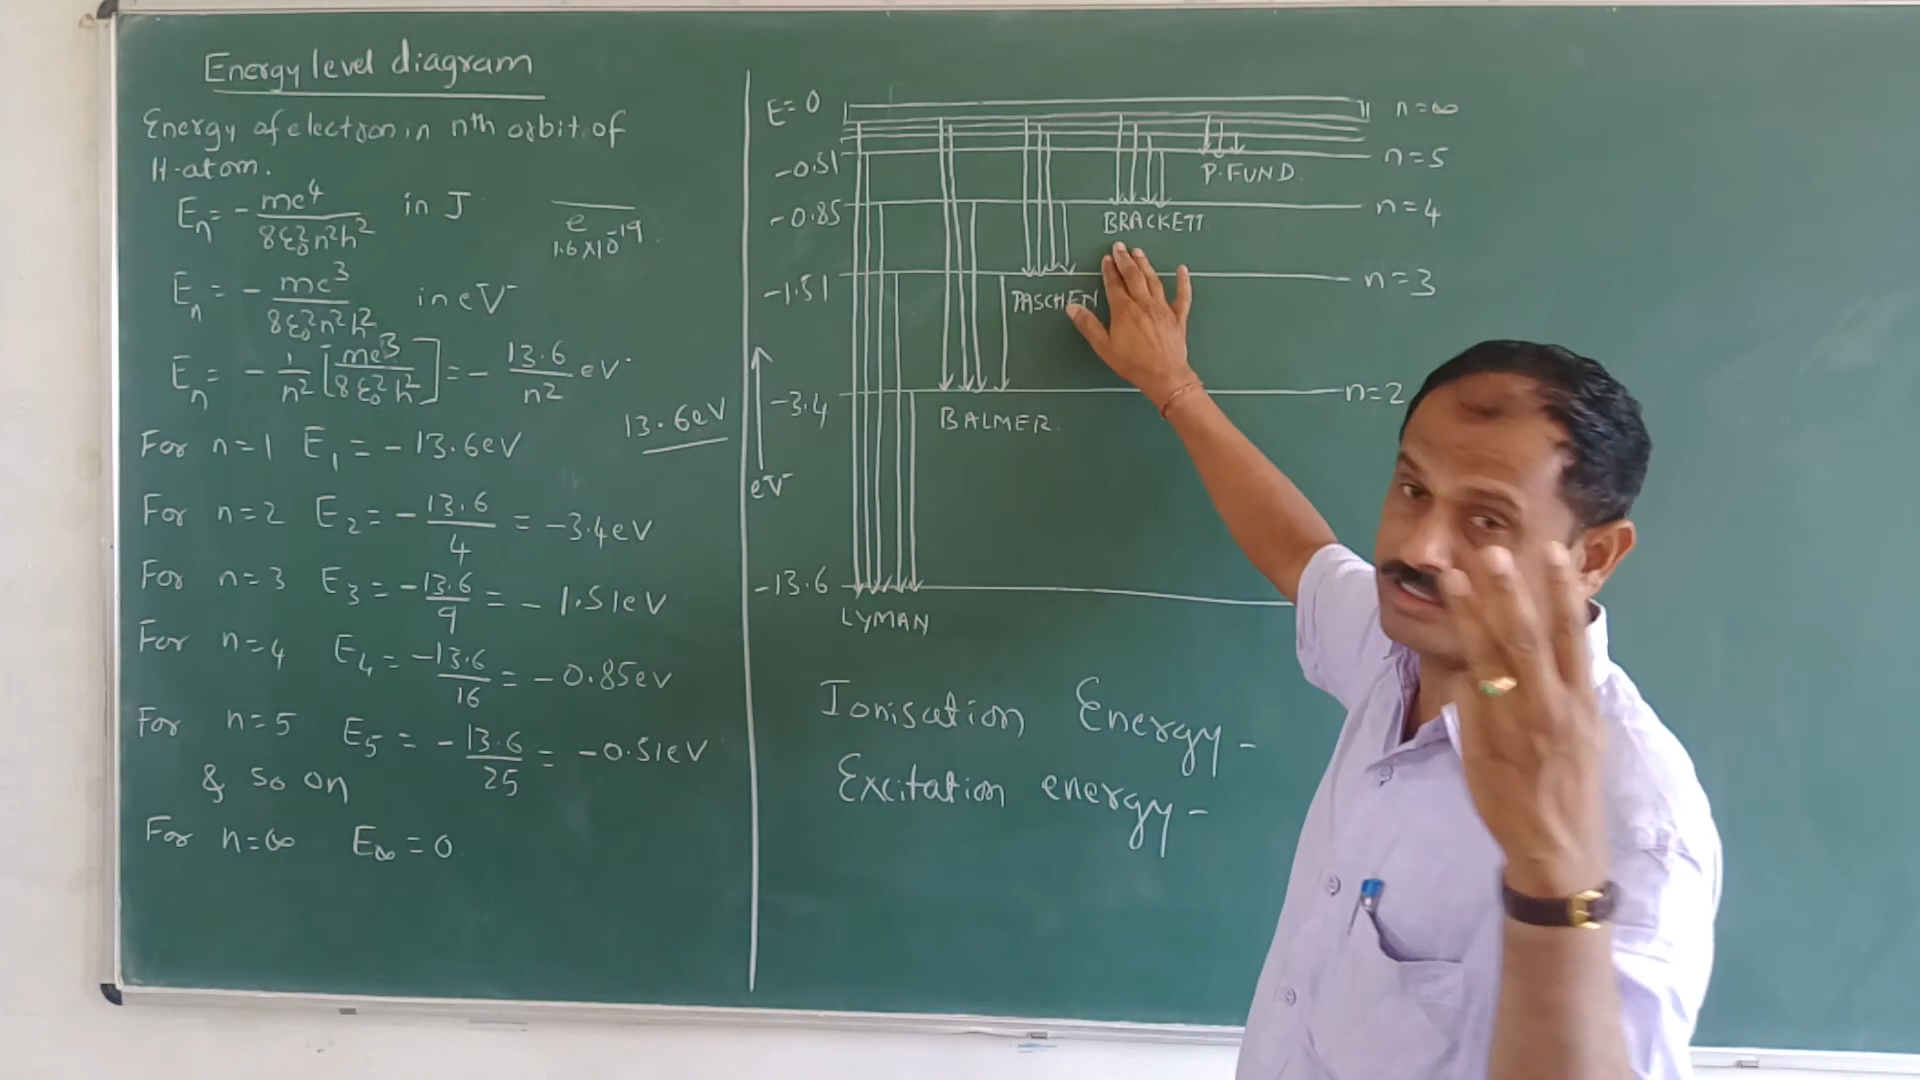 Energy level diagram
Energy of electron in nth orbit of
H-atom.
En = - me⁴/8ε₀²n²h² in J
e
1.6×10⁻¹⁹
En = - me³/8ε₀²n²h² in eV
En = - 1/n² [me³/8ε₀²h²] = - 13.6/n² eV
13.6eV
For n=1 E₁ = -13.6eV
For n=2 E₂ = -13.6/4 = -3.4eV
For n=3 E₃ = -13.6/9 = -1.51eV
For n=4 E₄ = -13.6/16 = -0.85eV
For n=5 E₅ = -13.6/25 = -0.51eV
& so on
For n=∞ E∞ = 0
E=0 n=∞
-0.51 n=5
P.FUND.
-0.85 n=4
BRACKETT
-1.51 n=3
PASCHEN
-3.4 n=2
BALMER
eV
-13.6
LYMAN
Ionisation Energy-
Excitation energy-